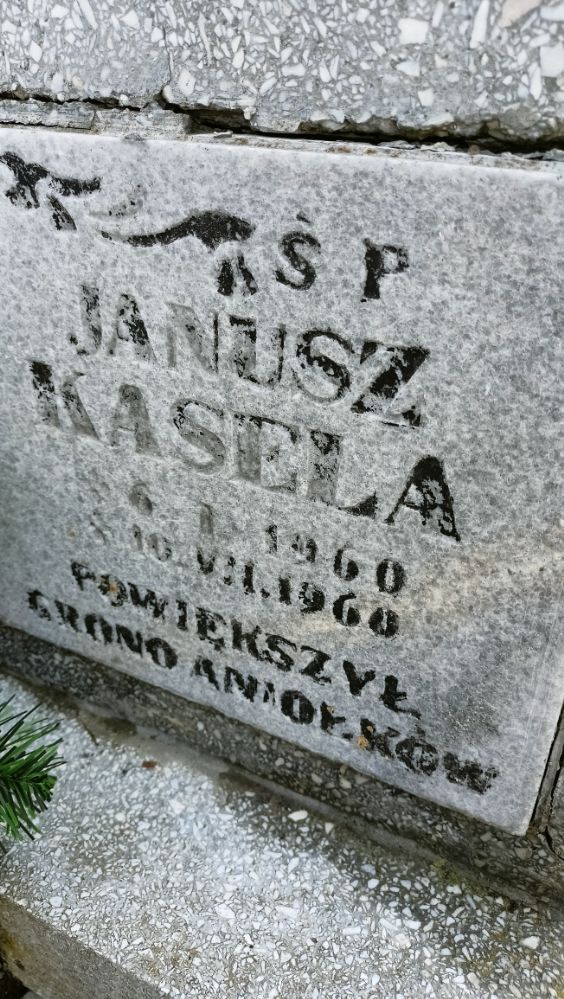 Ś P
JANUSZ
KASELA
6 I 1960
10 VII. 1960
POWIĘKSZYŁ
GRONO ANIOŁKÓW